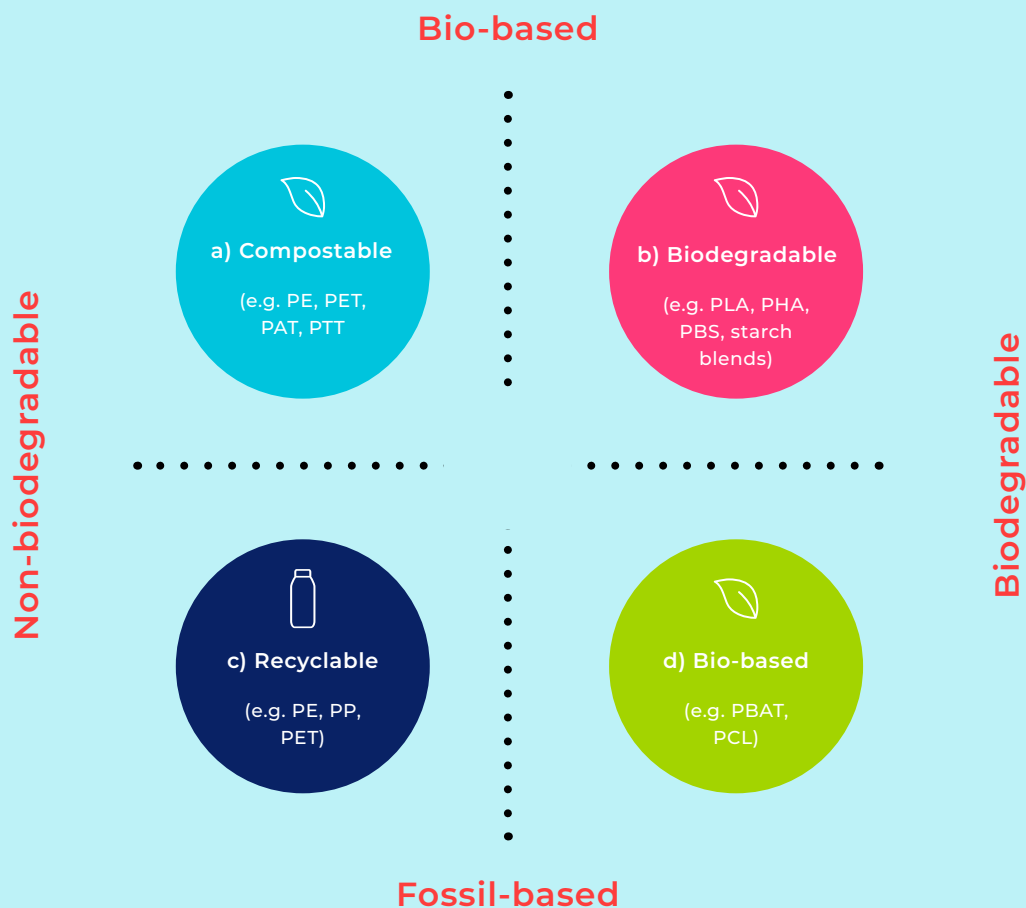 Bio-based
a) Compostable
(e.g. PE, PET,
PAT, PTT
b) Biodegradable
(e.g. PLA, PHA,
PBS, starch
blends)
Non-biodegradable
Biodegradable
c) Recyclable
(e.g. PE, PP,
PET)
d) Bio-based
(e.g. PBAT,
PCL)
Fossil-based